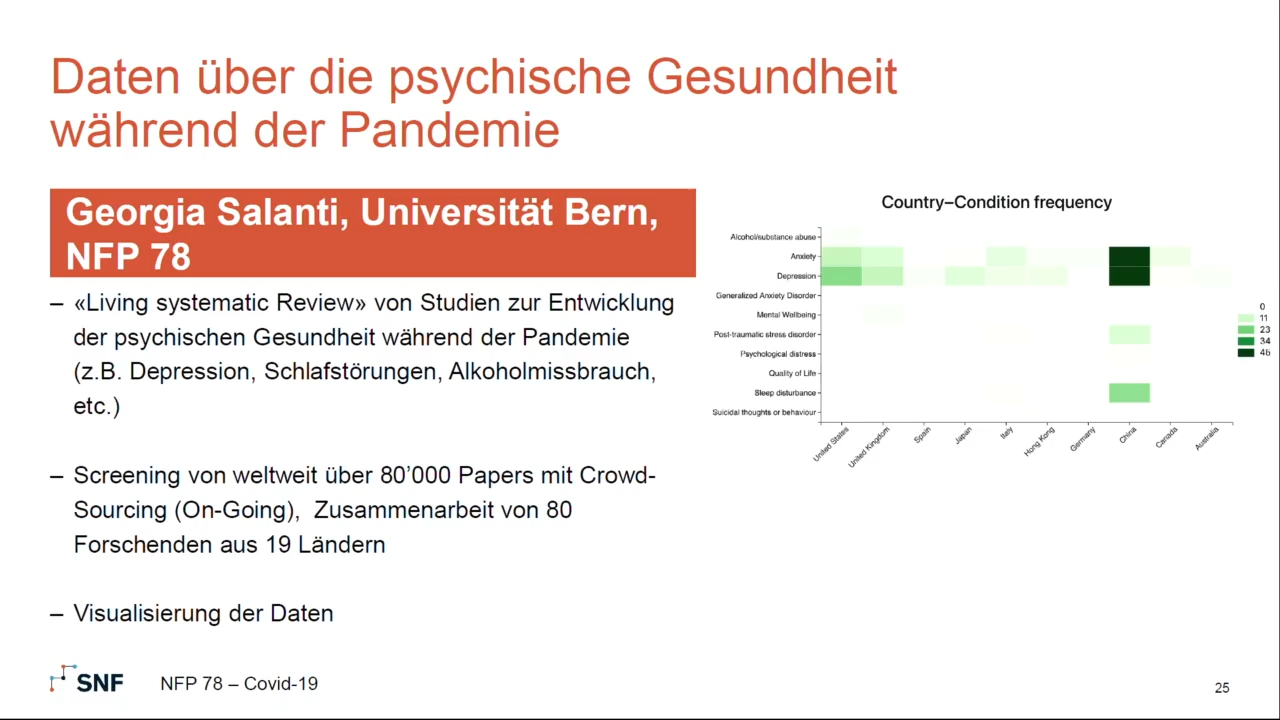 Daten über die psychische Gesundheit
während der Pandemie
Georgia Salanti, Universität Bern,
NFP 78
– «Living systematic Review» von Studien zur Entwicklung
der psychischen Gesundheit während der Pandemie
(z.B. Depression, Schlafstörungen, Alkoholmissbrauch,
etc.)
– Screening von weltweit über 80’000 Papers mit Crowd-
Sourcing (On-Going), Zusammenarbeit von 80
Forschenden aus 19 Ländern
– Visualisierung der Daten
Country–Condition frequency
Alcohol/substance abuse
Anxiety
Depression
Generalized Anxiety Disorder
Mental Wellbeing
Post-traumatic stress disorder
Psychological distress
Quality of Life
Sleep disturbance
Suicidal thoughts or behaviour
United States
United Kingdom
Spain
Japan
Italy
Hong Kong
Germany
China
Canada
Australia
0
11
23
34
46
SNF
NFP 78 – Covid-19
25